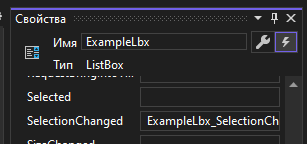 Свойства
Имя ExampleLbx
Тип ListBox
Selected
SelectionChanged ExampleLbx_SelectionCh